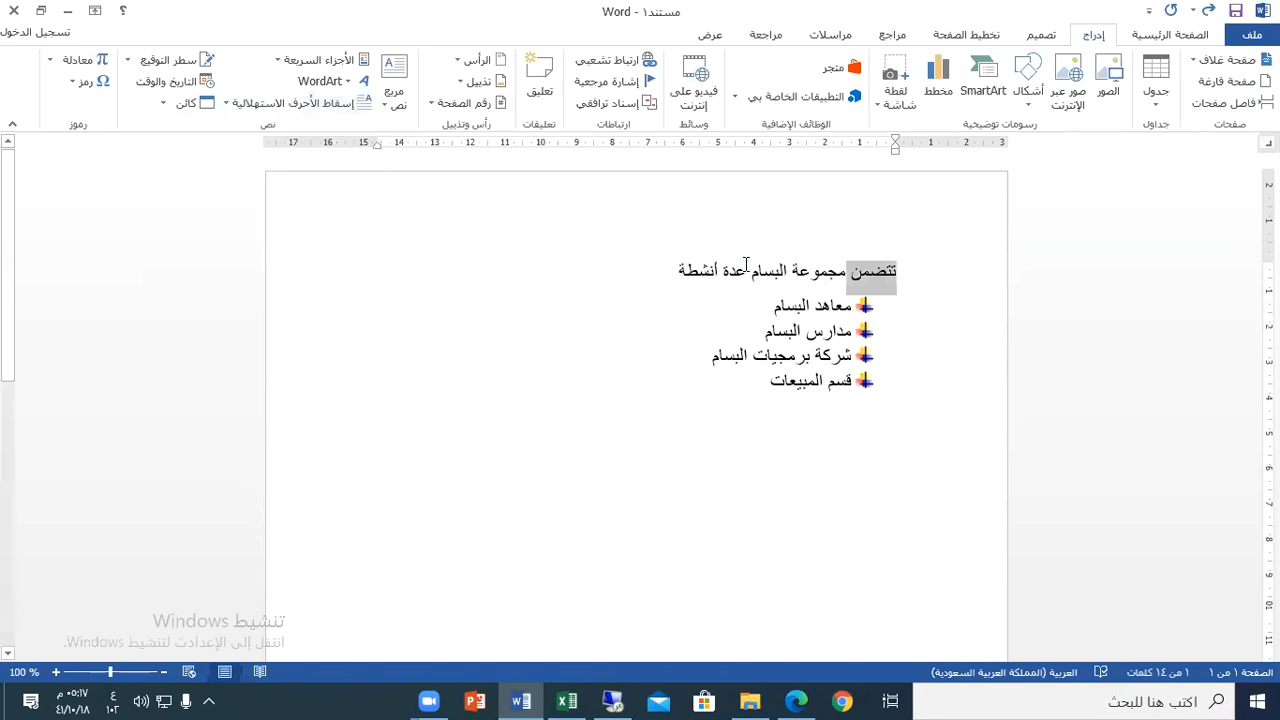 مستند١ - Word
تسجيل الدخول
ملف
الصفحة الرئيسية
إدراج
تصميم
تخطيط الصفحة
مراجع
مراسلات
مراجعة
عرض
صفحة غلاف
صفحة فارغة
فاصل صفحات
صفحات
جدول
جداول
الصور
صور عبر الإنترنت
أشكال
SmartArt
مخطط
لقطة شاشة
رسومات توضيحية
متجر
التطبيقات الخاصة بي
الوظائف الإضافية
فيديو على إنترنت
وسائط
ارتباط تشعبي
إشارة مرجعية
إسناد ترافقي
ارتباطات
تعليق
تعليقات
الرأس
تذييل
رقم الصفحة
رأس وتذييل
مربع نص
الأجزاء السريعة
WordArt
إسقاط الأحرف الاستهلالية
سطر التوقيع
التاريخ والوقت
كائن
نص
معادلة
رمز
رموز
تتضمن مجموعة البسام عدة أنشطة
معاهد البسام
مدارس البسام
شركة برمجيات البسام
قسم المبيعات
تنشيط Windows
انتقل إلى الإعدادت لتنشيط Windows.
الصفحة ١ من ١
١ من ١٤ كلمات
العربية (المملكة العربية السعودية)
100 %
اكتب هنا للبحث
٠٥:١٧ م